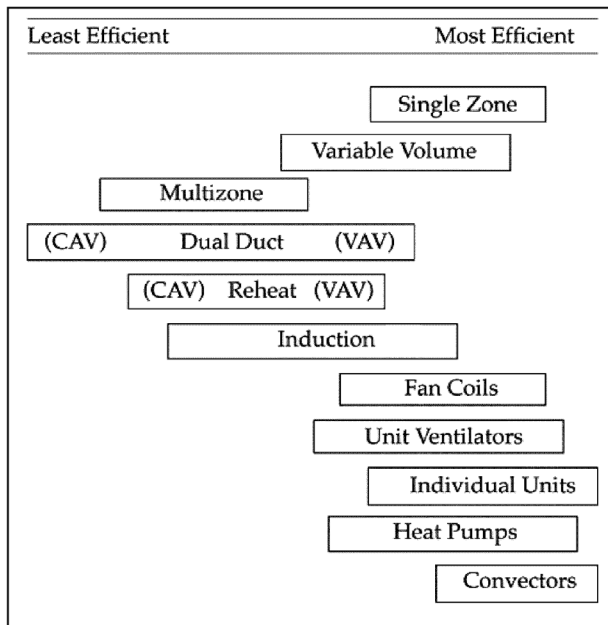 Least Efficient Most Efficient
Single Zone
Variable Volume
Multizone
(CAV) Dual Duct (VAV)
(CAV) Reheat (VAV)
Induction
Fan Coils
Unit Ventilators
Individual Units
Heat Pumps
Convectors